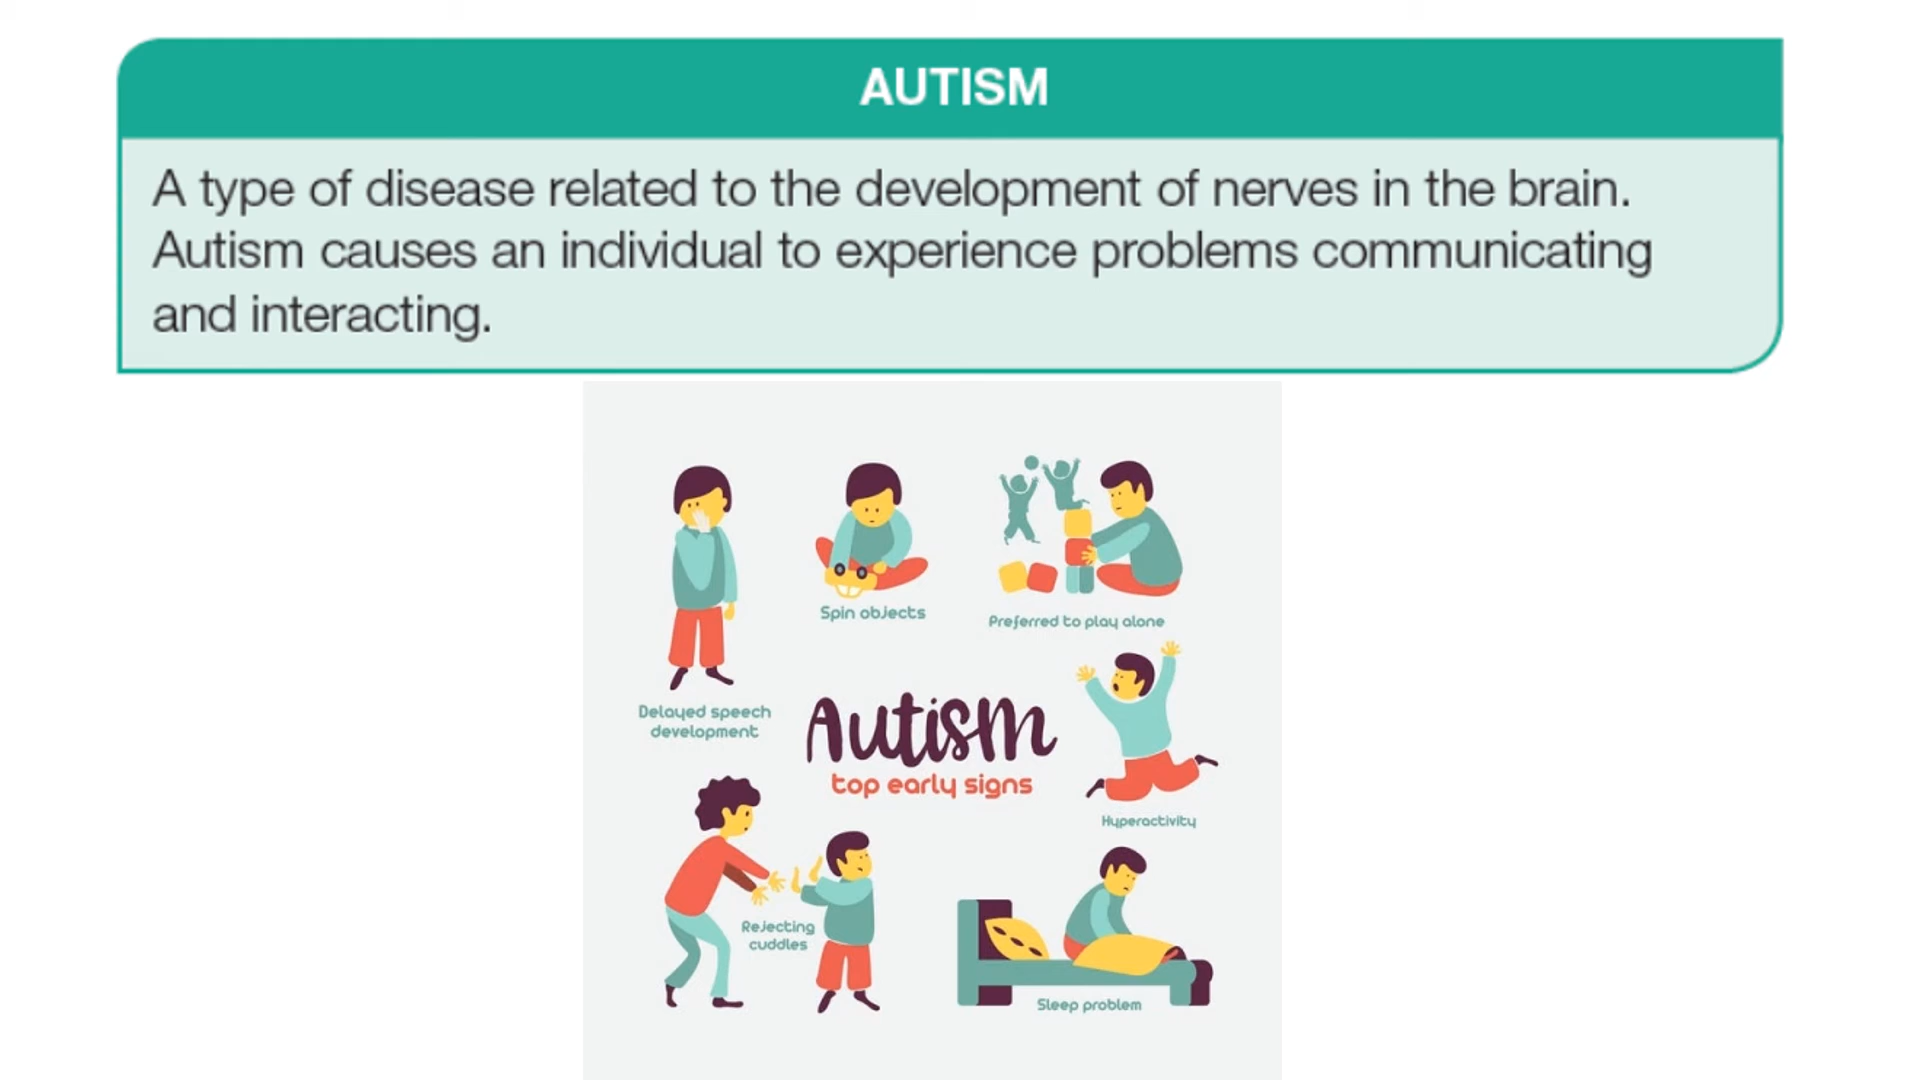 AUTISM
A type of disease related to the development of nerves in the brain.
Autism causes an individual to experience problems communicating
and interacting.
Spin objects
Preferred to play alone
Delayed speech
development
Autism
top early signs
Hyperactivity
Rejecting
cuddles
Sleep problem